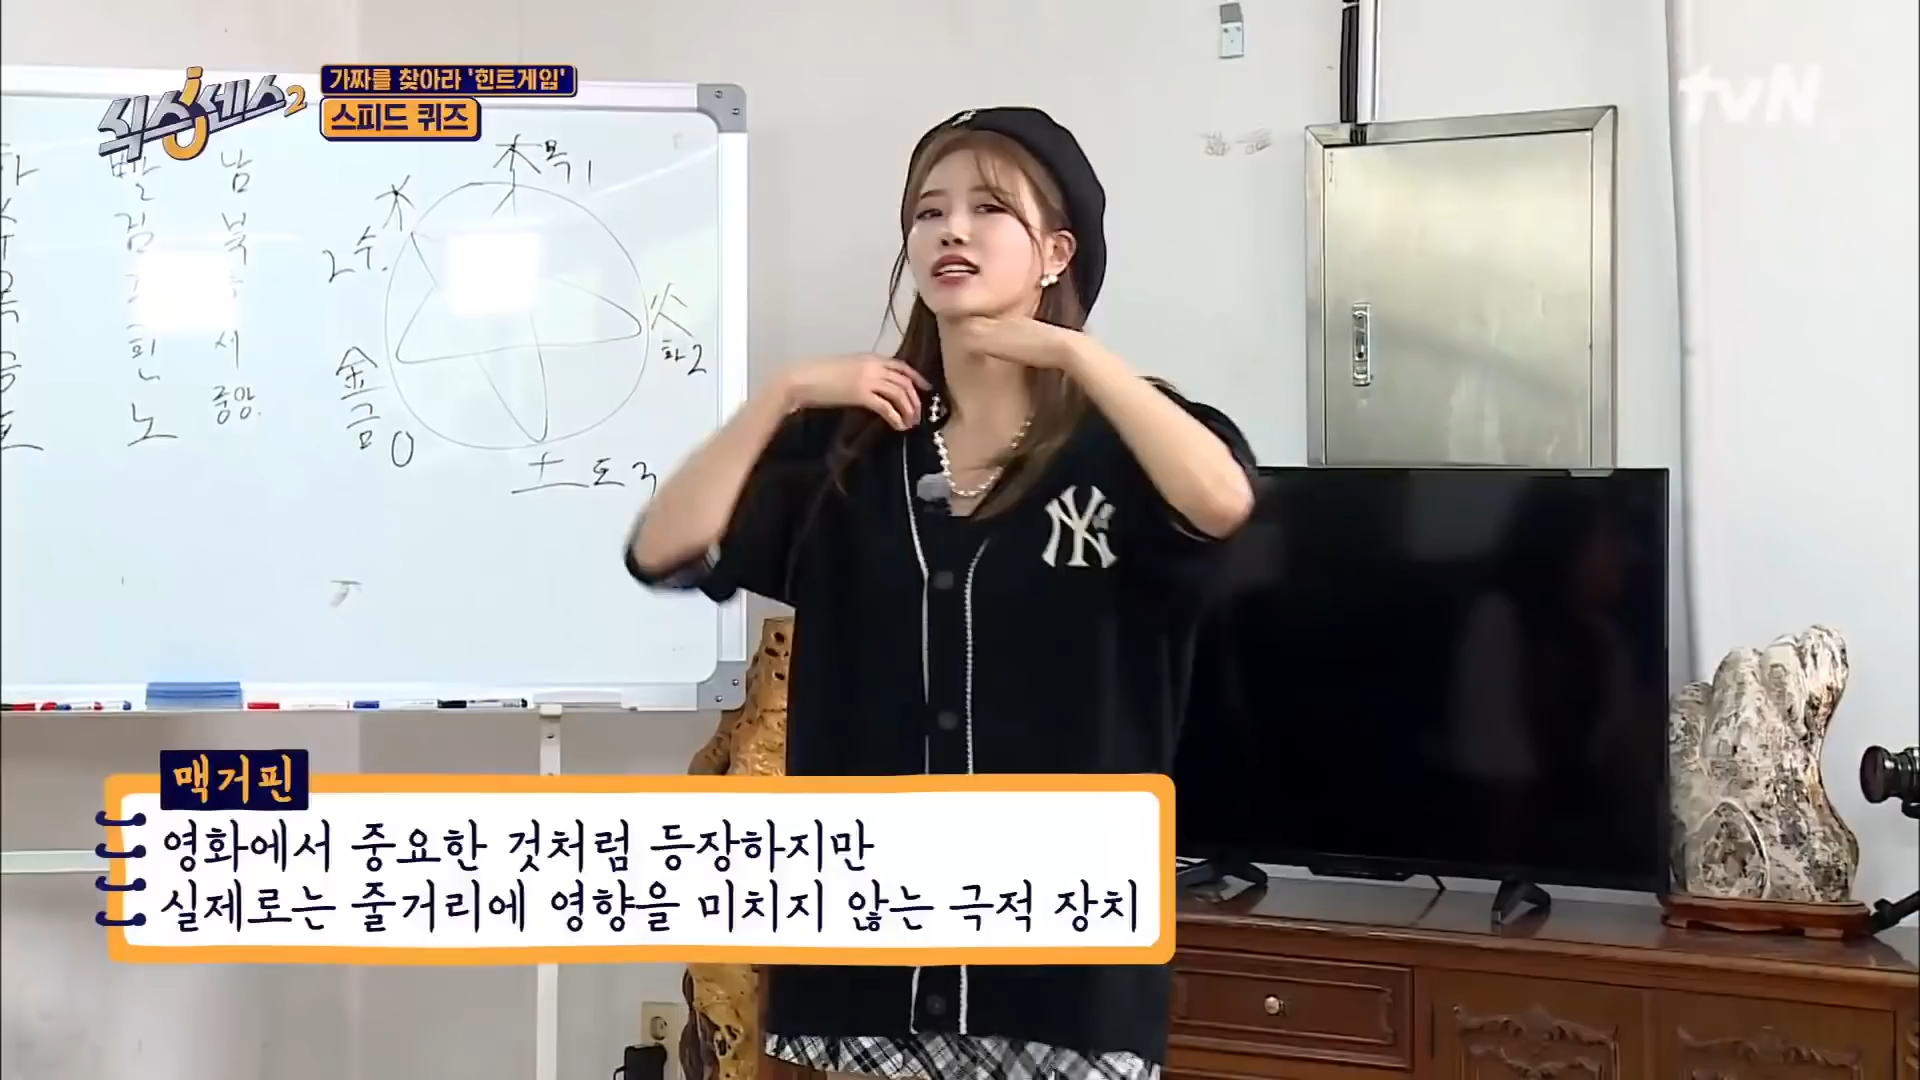 식스센스2
가짜를 찾아라 '힌트게임'
스피드 퀴즈
tvN
남
북
서
중앙.
발
검
흰
노
木목1
水
2수.
火
화2
金
금
0
土토3
NY
맥거핀
영화에서 중요한 것처럼 등장하지만
실제로는 줄거리에 영향을 미치지 않는 극적 장치